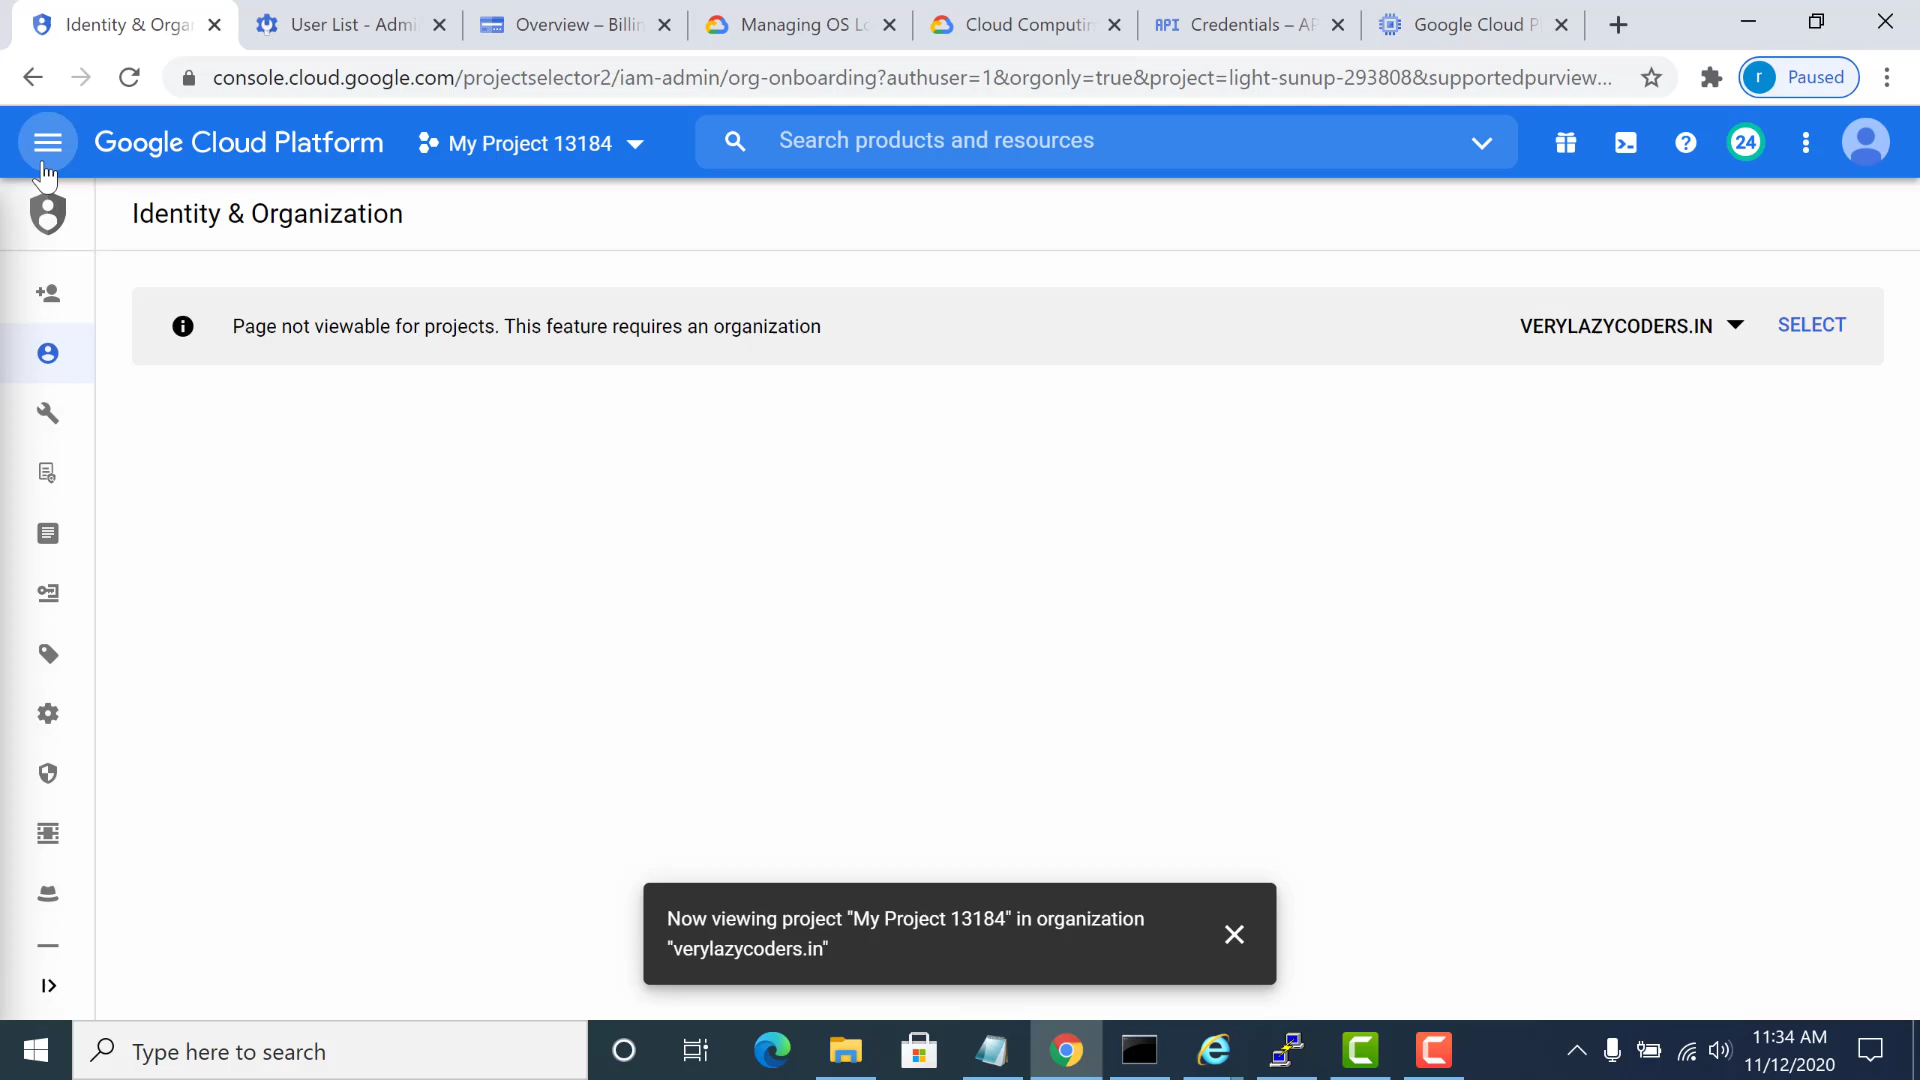 Identity & Organ
User List - Admi
Overview – Billin
Managing OS Lo
Cloud Computin
API
Credentials – AP
Google Cloud P
console.cloud.google.com/projectselector2/iam-admin/org-onboarding?authuser=1&orgonly=true&project=light-sunup-293808&supportedpurview...
r
Paused
Google Cloud Platform
My Project 13184
Search products and resources
24
Identity & Organization
Page not viewable for projects. This feature requires an organization
VERYLAZYCODERS.IN
SELECT
Now viewing project "My Project 13184" in organization
"verylazycoders.in"
Type here to search
11:34 AM
11/12/2020